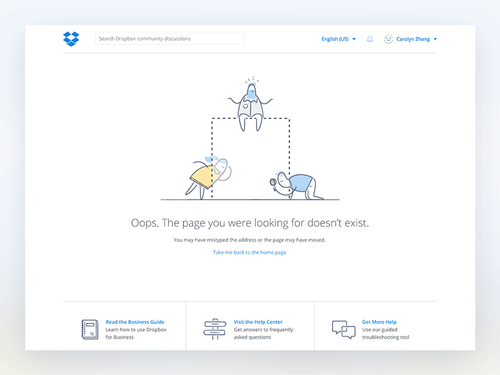 Search Dropbox community discussions
English (US)
Carolyn Zhang
Oops. The page you were looking for doesn't exist.
You may have mistyped the address or the page may have moved.
Take me back to the home page
Read the Business Guide
Learn how to use Dropbox
for Business
Visit the Help Center
Get answers to frequently
asked questions
Get More Help
Use our guided
troubleshooting tool